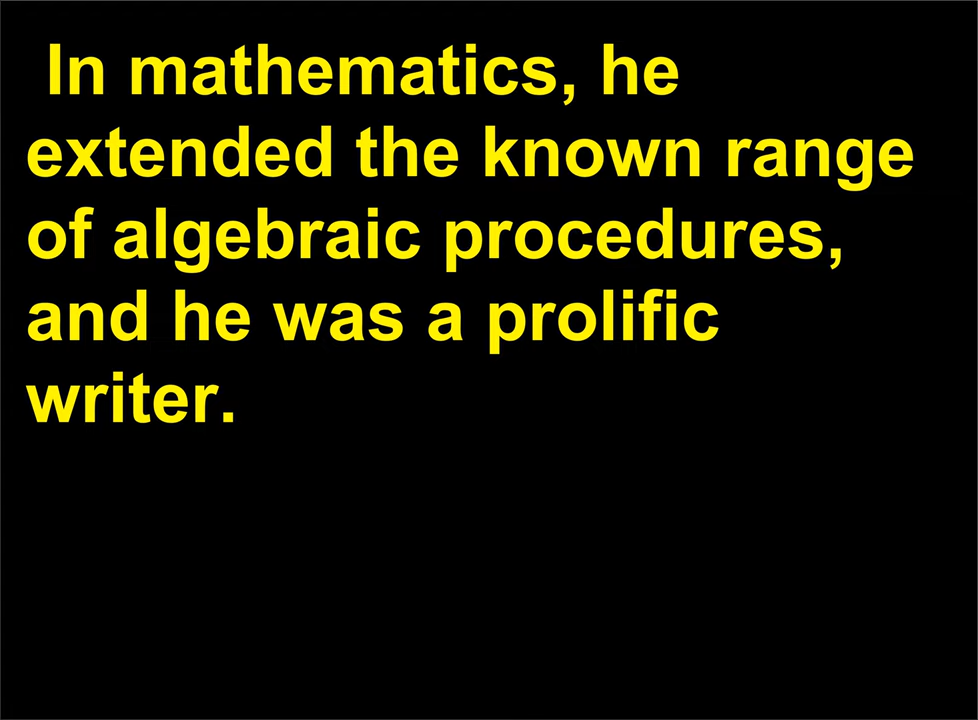 In mathematics, he
extended the known range
of algebraic procedures,
and he was a prolific
writer.